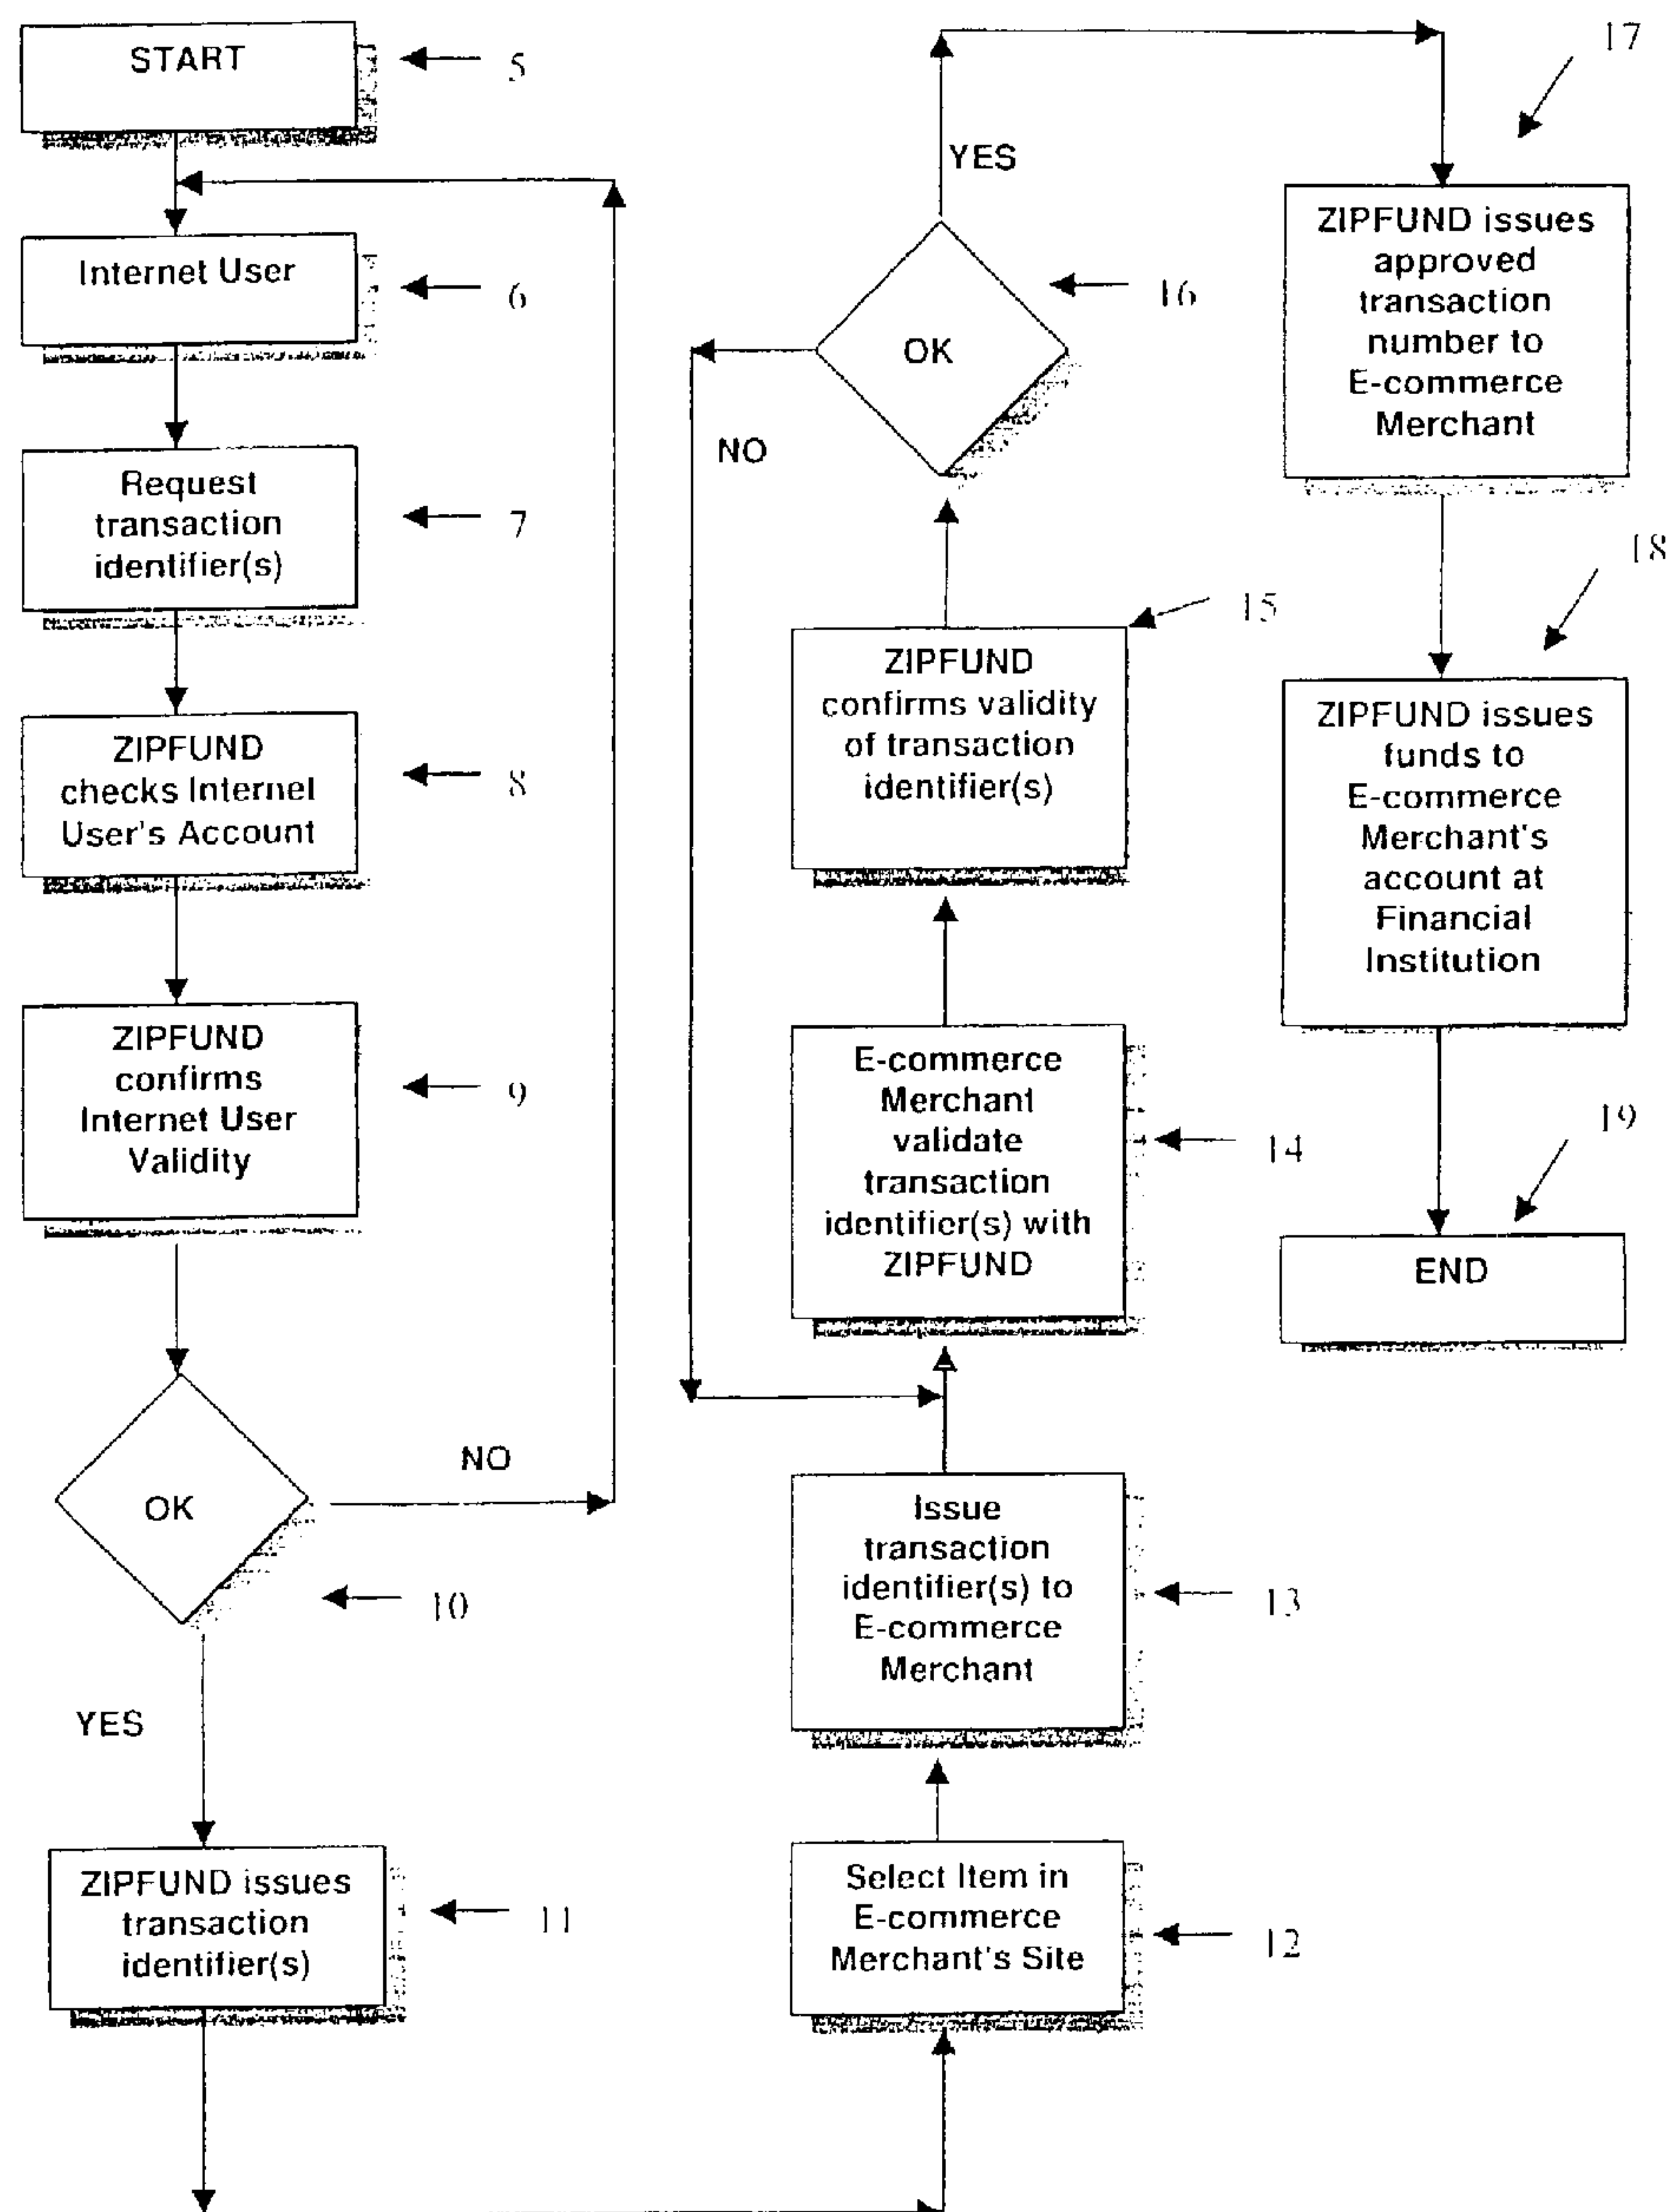 START
5
Internet User
6
Request
transaction
identifier(s)
7
ZIPFUND
checks Internet
User's Account
8
ZIPFUND
confirms
Internet User
Validity
9
OK
NO
10
YES
ZIPFUND issues
transaction
identifier(s)
11
Select Item in
E-commerce
Merchant's Site
12
Issue
transaction
identifier(s) to
E-commerce
Merchant
13
E-commerce
Merchant
validate
transaction
identifier(s) with
ZIPFUND
14
ZIPFUND
confirms validity
of transaction
identifier(s)
15
OK
16
NO
YES
ZIPFUND issues
approved
transaction
number to
E-commerce
Merchant
17
ZIPFUND issues
funds to
E-commerce
Merchant's
account at
Financial
Institution
18
END
19